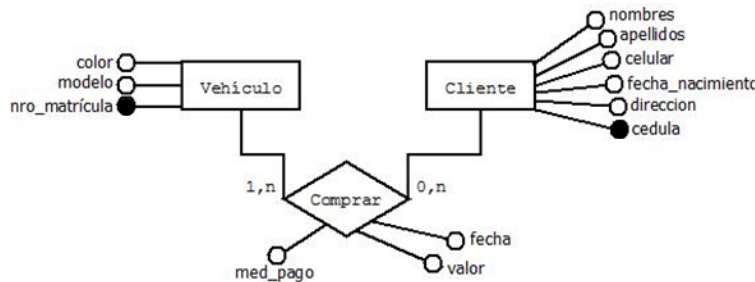 nombres
apellidos
celular
fecha_nacimiento
direccion
cedula
color
modelo
nro_matrícula
Vehículo
Cliente
1,n
0,n
Comprar
fecha
valor
med_pago